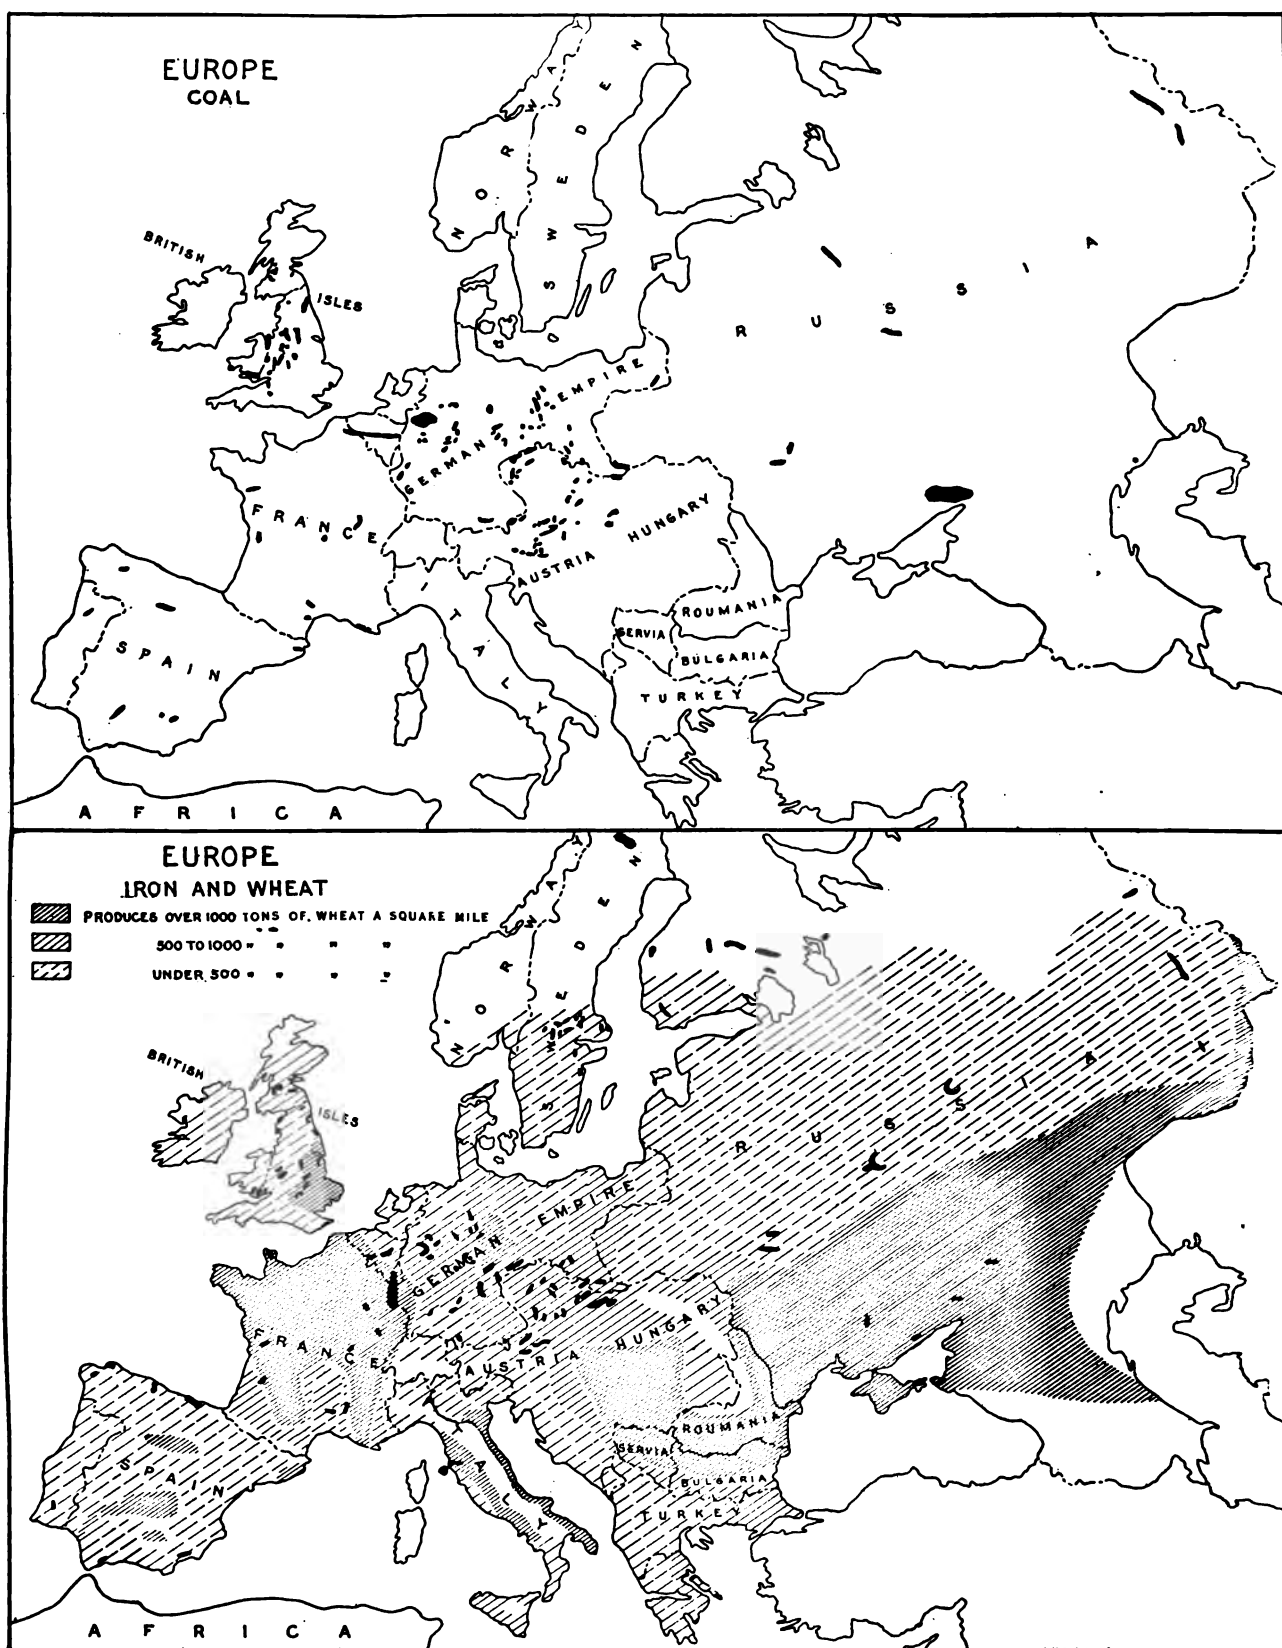 EUROPE
COAL
NORWAY
SWEDEN
BRITISH
ISLES
RUSSIA
GERMAN EMPIRE
FRANCE
AUSTRIA HUNGARY
ITALY
ROUMANIA
SERVIA
BULGARIA
SPAIN
TURKEY
AFRICA
EUROPE
IRON AND WHEAT
PRODUCES OVER 1000 TONS OF WHEAT A SQUARE MILE
500 TO 1000 " " " "
UNDER 500 " " " "
NORWAY
SWEDEN
BRITISH
ISLES
RUSSIA
GERMAN EMPIRE
FRANCE
AUSTRIA HUNGARY
ITALY
ROUMANIA
SERVIA
BULGARIA
SPAIN
TURKEY
AFRICA